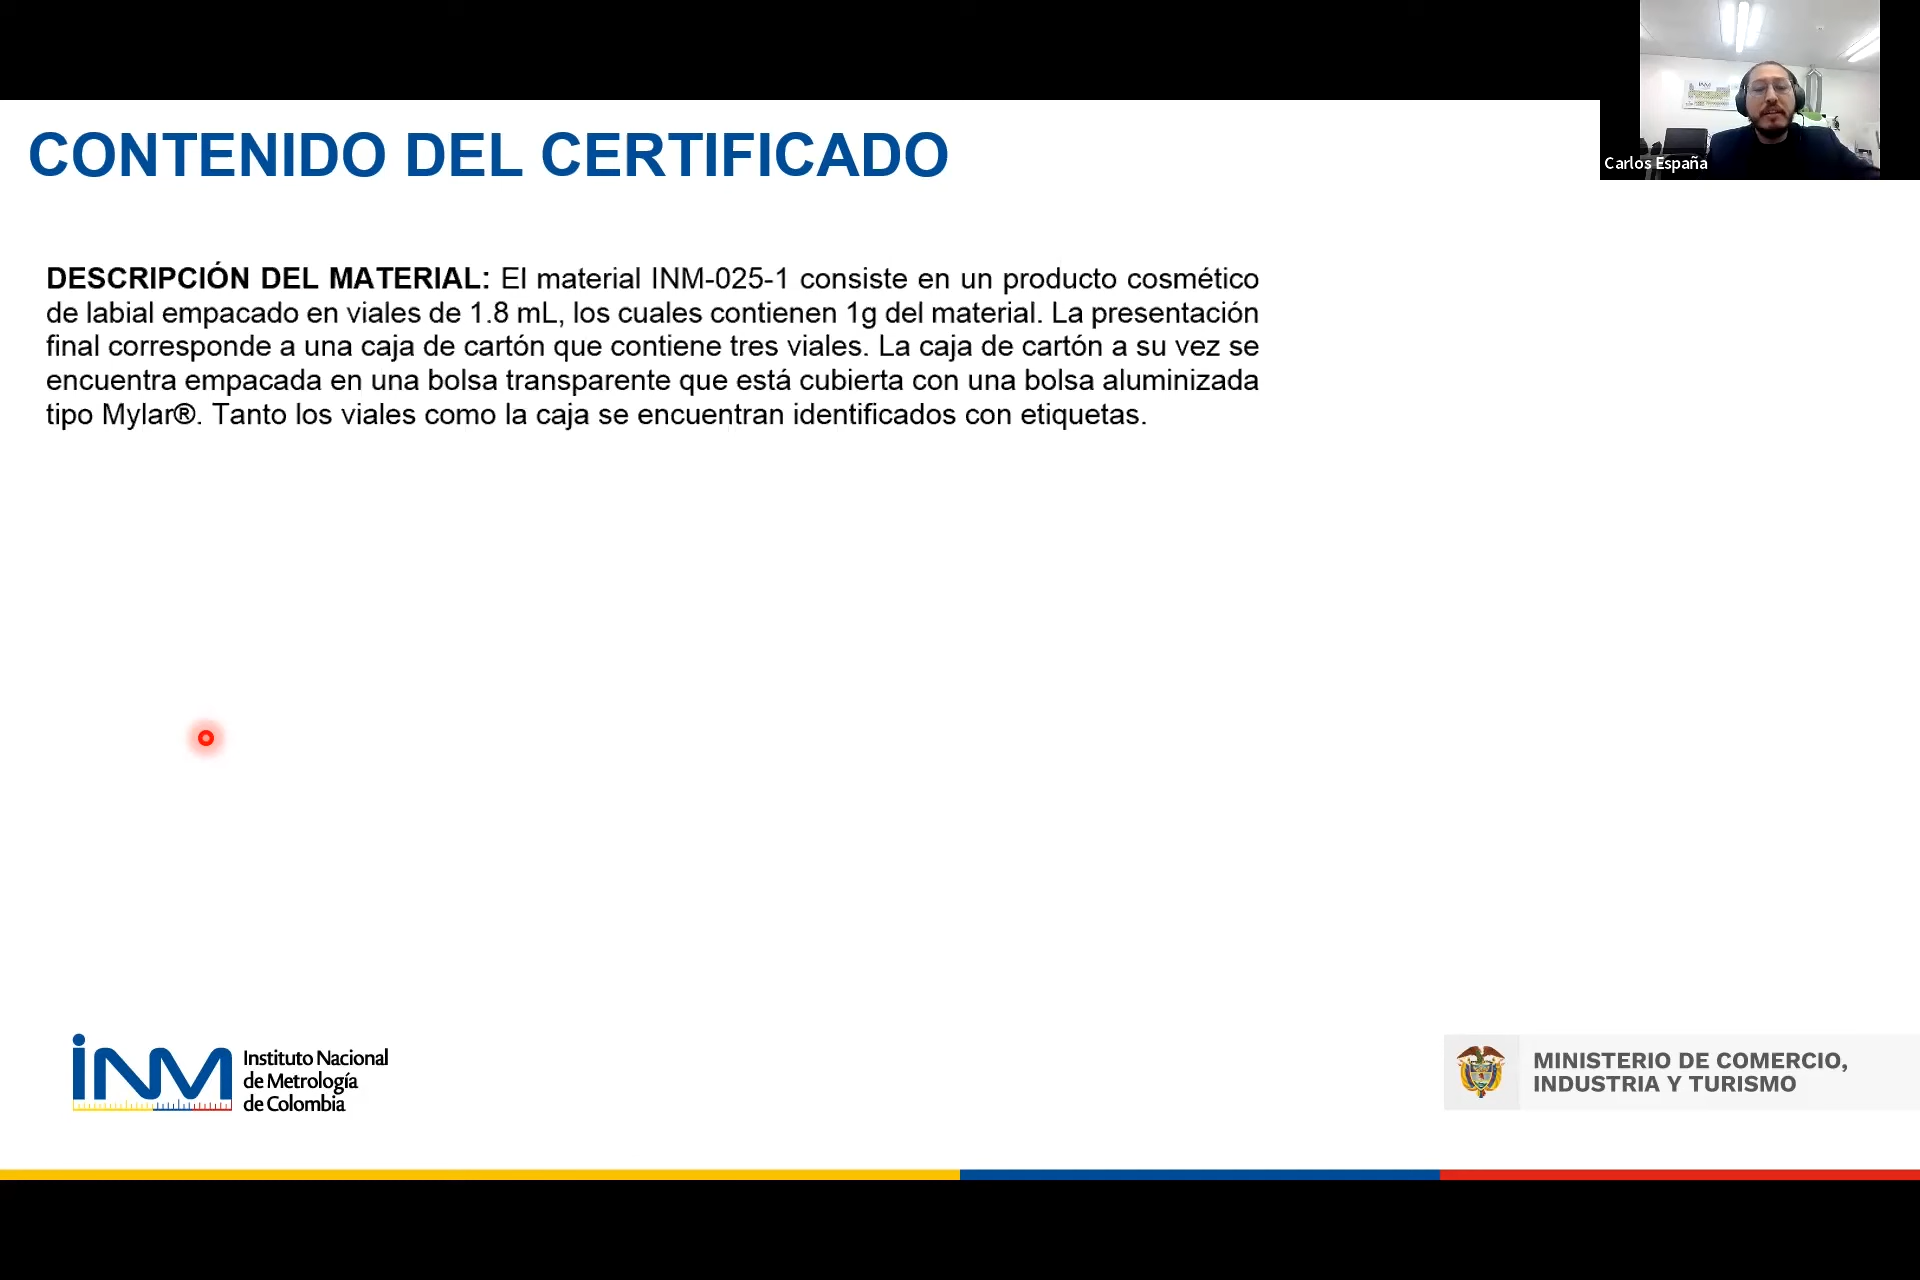 CONTENIDO DEL CERTIFICADO
Carlos España
DESCRIPCIÓN DEL MATERIAL: El material INM-025-1 consiste en un producto cosmético
de labial empacado en viales de 1.8 mL, los cuales contienen 1g del material. La presentación
final corresponde a una caja de cartón que contiene tres viales. La caja de cartón a su vez se
encuentra empacada en una bolsa transparente que está cubierta con una bolsa aluminizada
tipo Mylar®. Tanto los viales como la caja se encuentran identificados con etiquetas.
iNM
Instituto Nacional
de Metrología
de Colombia
MINISTERIO DE COMERCIO,
INDUSTRIA Y TURISMO